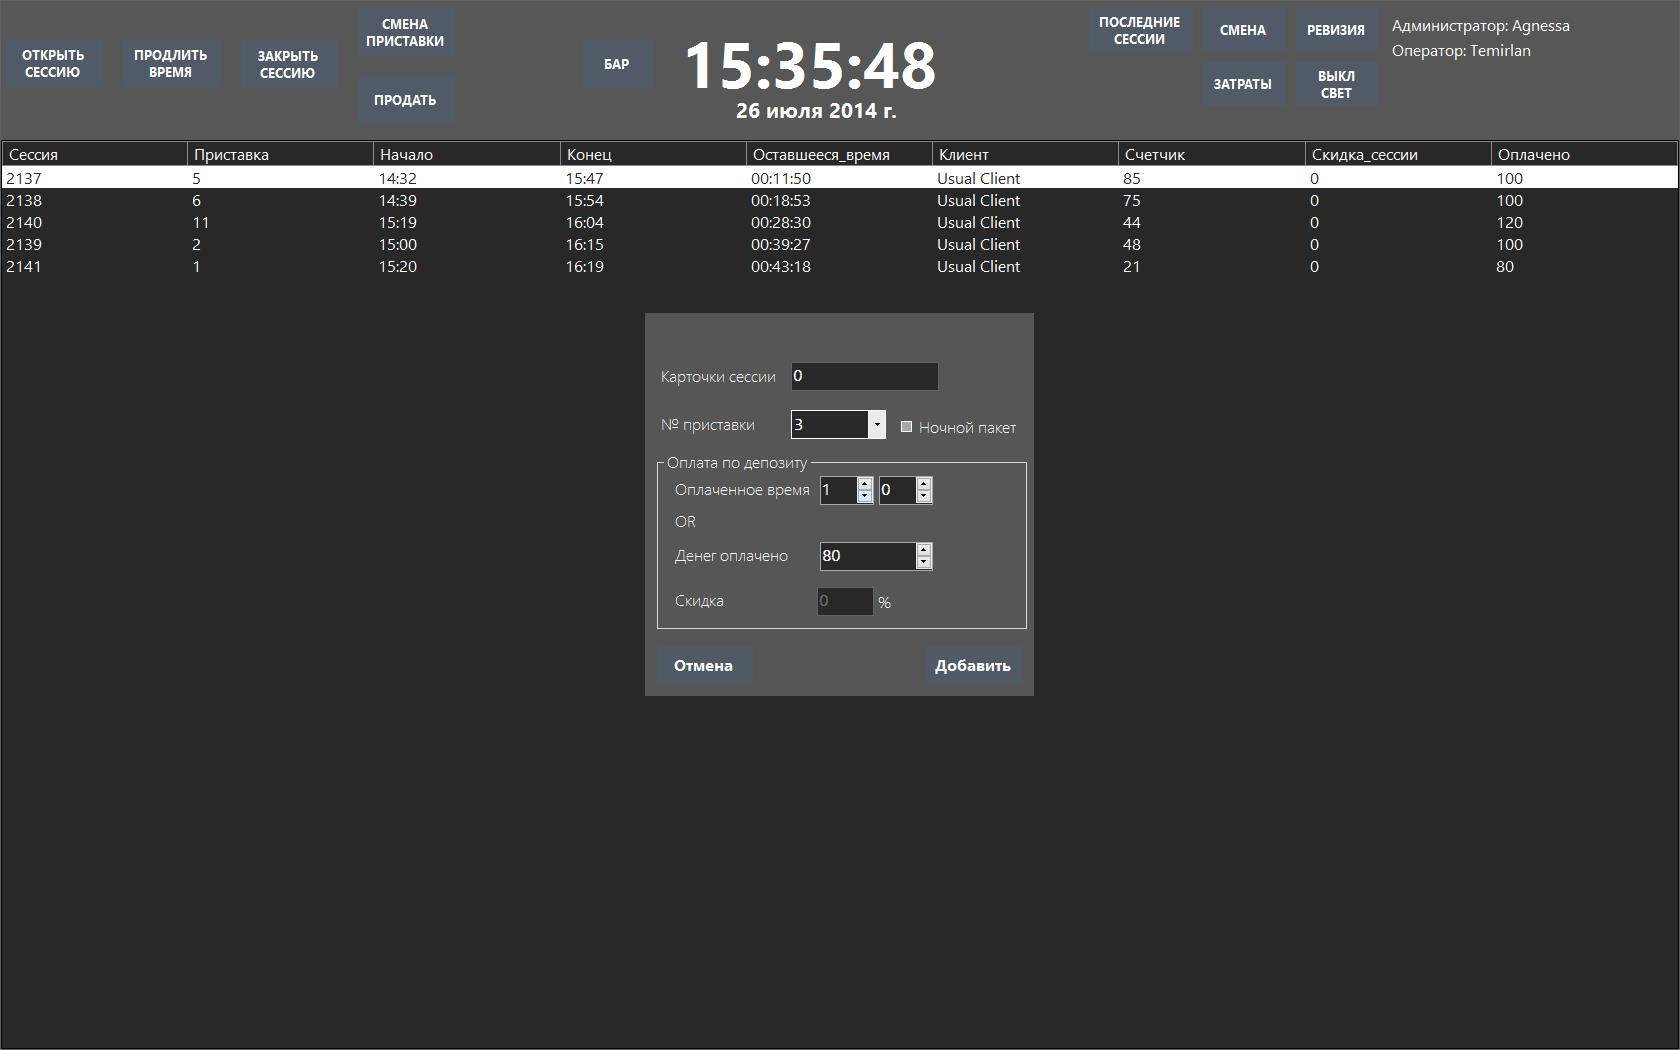 ОТКРЫТЬ
СЕССИЮ
ПРОДЛИТЬ
ВРЕМЯ
ЗАКРЫТЬ
СЕССИЮ
СМЕНА
ПРИСТАВКИ
ПРОДАТЬ
БАР
15:35:48
26 июля 2014 г.
ПОСЛЕДНИЕ
СЕССИИ
СМЕНА
РЕВИЗИЯ
ЗАТРАТЫ
ВЫКЛ
СВЕТ
Администратор: Agnessa
Оператор: Temirlan
Сессия Приставка Начало Конец Оставшееся_время Клиент Счетчик Скидка_сессии Оплачено
2137 5 14:32 15:47 00:11:50 Usual Client 85 0 100
2138 6 14:39 15:54 00:18:53 Usual Client 75 0 100
2140 11 15:19 16:04 00:28:30 Usual Client 44 0 120
2139 2 15:00 16:15 00:39:27 Usual Client 48 0 100
2141 1 15:20 16:19 00:43:18 Usual Client 21 0 80
Карточки сессии 0
№ приставки 3 Ночной пакет
Оплата по депозиту
Оплаченное время 1 0
OR
Денег оплачено 80
Скидка 0 %
Отмена Добавить